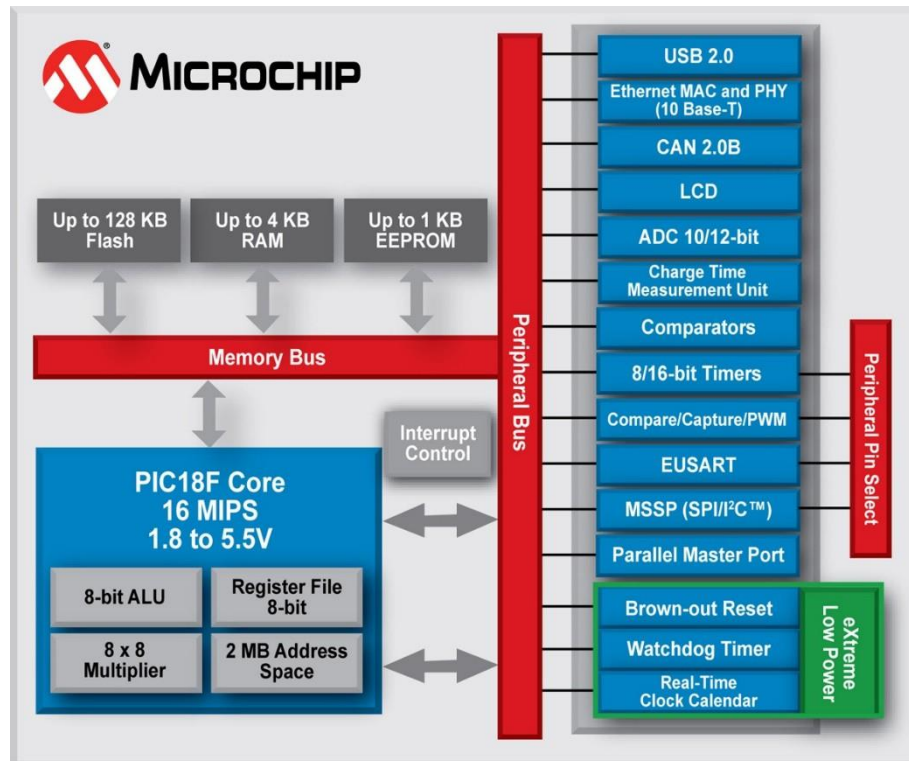 MICROCHIP
Up to 128 KB
Flash
Up to 4 KB
RAM
Up to 1 KB
EEPROM
Memory Bus
Interrupt
Control
PIC18F Core
16 MIPS
1.8 to 5.5V
8-bit ALU
Register File
8-bit
8 x 8
Multiplier
2 MB Address
Space
Peripheral Bus
USB 2.0
Ethernet MAC and PHY
(10 Base-T)
CAN 2.0B
LCD
ADC 10/12-bit
Charge Time
Measurement Unit
Comparators
8/16-bit Timers
Compare/Capture/PWM
EUSART
MSSP (SPI/I²C™)
Parallel Master Port
Brown-out Reset
Watchdog Timer
Real-Time
Clock Calendar
eXtreme
Low Power
Peripheral Pin Select